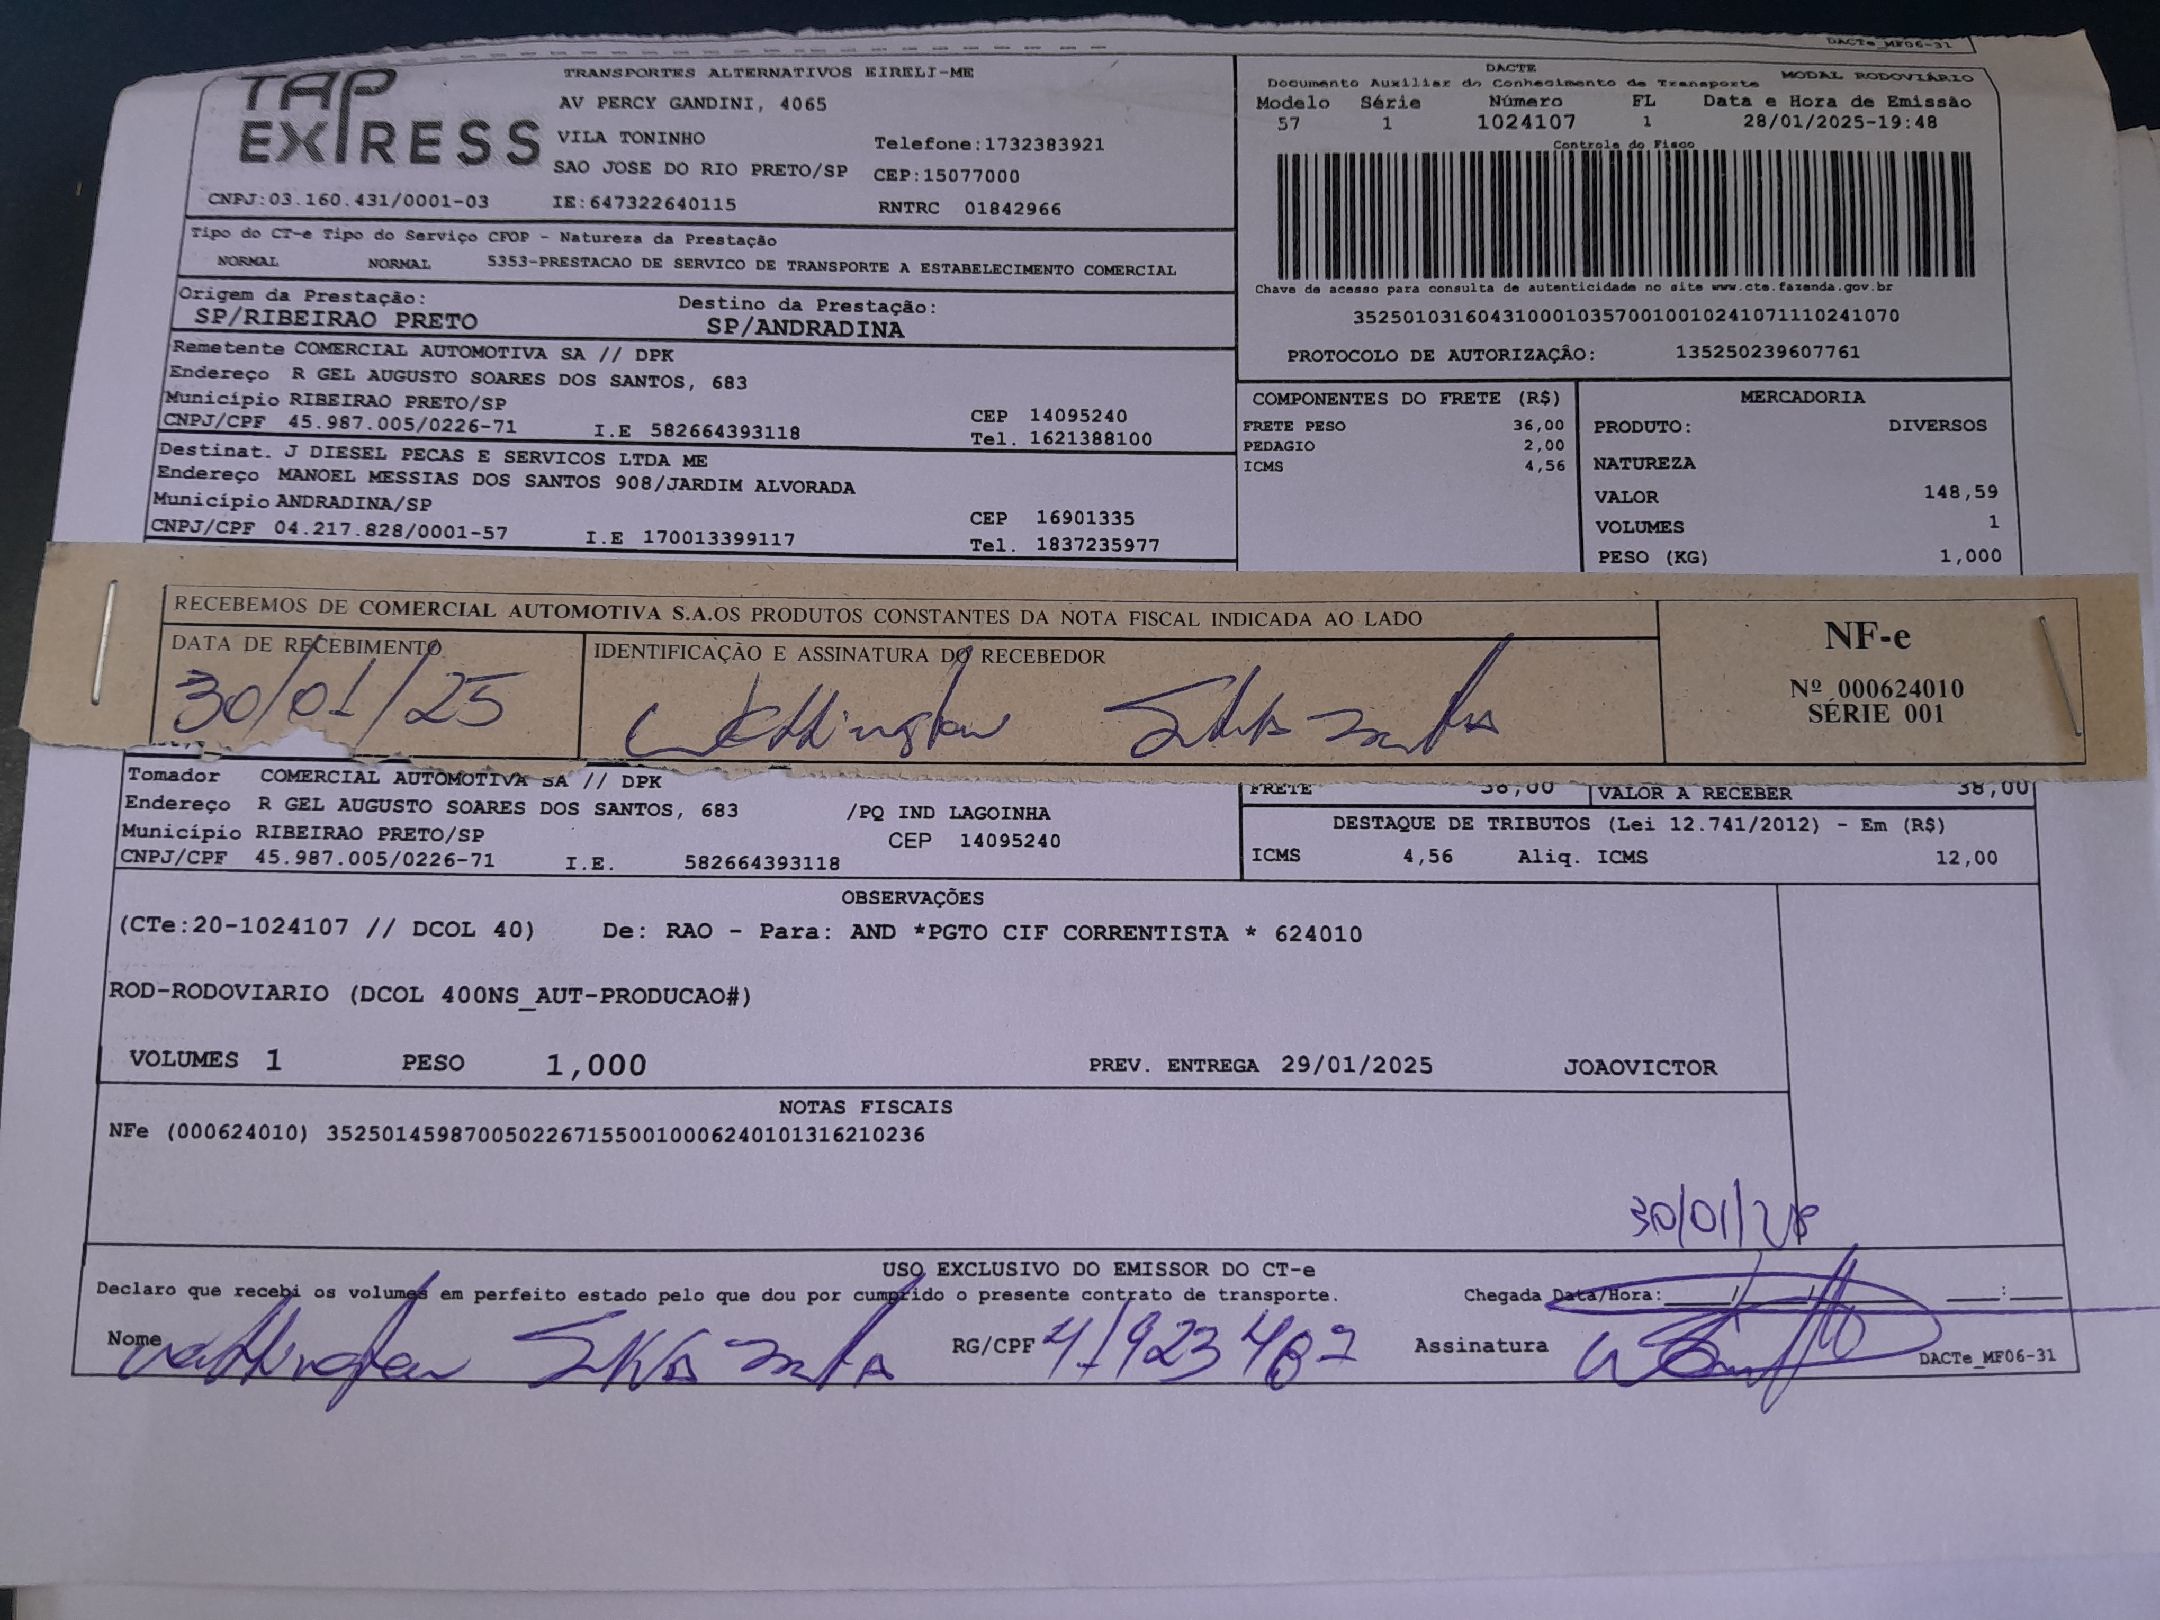 DACTe_MF06-31
TAP EXPRESS
TRANSPORTES ALTERNATIVOS EIRELI-ME
AV PERCY GANDINI, 4065
VILA TONINHO Telefone:1732383921
SAO JOSE DO RIO PRETO/SP CEP:15077000
CNPJ:03.160.431/0001-03 IE:647322640115 RNTRC 01842966
DACTE MODAL RODOVIÁRIO
Documento Auxiliar do Conhecimento de Transporte
Modelo Série Número FL Data e Hora de Emissão
57 1 1024107 1 28/01/2025-19:48
Controle do Fisco
Chave de acesso para consulta de autenticidade no site www.cte.fazenda.gov.br
35250103160431000103570010010241071110241070
PROTOCOLO DE AUTORIZAÇÃO: 135250239607761
Tipo do CT-e Tipo do Serviço CFOP - Natureza da Prestação
NORMAL NORMAL 5353-PRESTACAO DE SERVICO DE TRANSPORTE A ESTABELECIMENTO COMERCIAL
Origem da Prestação: Destino da Prestação:
SP/RIBEIRAO PRETO SP/ANDRADINA
Remetente COMERCIAL AUTOMOTIVA SA // DPK
Endereço R GEL AUGUSTO SOARES DOS SANTOS, 683
Município RIBEIRAO PRETO/SP CEP 14095240
CNPJ/CPF 45.987.005/0226-71 I.E 582664393118 Tel. 1621388100
Destinat. J DIESEL PECAS E SERVICOS LTDA ME
Endereço MANOEL MESSIAS DOS SANTOS 908/JARDIM ALVORADA
Município ANDRADINA/SP CEP 16901335
CNPJ/CPF 04.217.828/0001-57 I.E 170013399117 Tel. 1837235977
COMPONENTES DO FRETE (R$)
FRETE PESO 36,00
PEDAGIO 2,00
ICMS 4,56
MERCADORIA
PRODUTO: DIVERSOS
NATUREZA
VALOR 148,59
VOLUMES 1
PESO (KG) 1,000
RECEBEMOS DE COMERCIAL AUTOMOTIVA S.A.OS PRODUTOS CONSTANTES DA NOTA FISCAL INDICADA AO LADO
DATA DE RECEBIMENTO IDENTIFICAÇÃO E ASSINATURA DO RECEBEDOR
30/01/25 Wellington
NF-e
Nº 000624010
SÉRIE 001
Tomador COMERCIAL AUTOMOTIVA SA // DPK
Endereço R GEL AUGUSTO SOARES DOS SANTOS, 683 /PQ IND LAGOINHA
Município RIBEIRAO PRETO/SP CEP 14095240
CNPJ/CPF 45.987.005/0226-71 I.E. 582664393118
FRETE 38,00 VALOR A RECEBER 38,00
DESTAQUE DE TRIBUTOS (Lei 12.741/2012) - Em (R$)
ICMS 4,56 Aliq. ICMS 12,00
OBSERVAÇÕES
(CTe:20-1024107 // DCOL 40) De: RAO - Para: AND *PGTO CIF CORRENTISTA * 624010
ROD-RODOVIARIO (DCOL 400NS_AUT-PRODUCAO#)
VOLUMES 1 PESO 1,000 PREV. ENTREGA 29/01/2025 JOAOVICTOR
NOTAS FISCAIS
NFe (000624010) 35250145987005022671550010006240101316210236
30/01/25
USO EXCLUSIVO DO EMISSOR DO CT-e
Declaro que recebi os volumes em perfeito estado pelo que dou por cumprido o presente contrato de transporte. Chegada Data/Hora:____/____/____ ___:___
Nome Wellington RG/CPF 41923487 Assinatura
DACTe_MF06-31